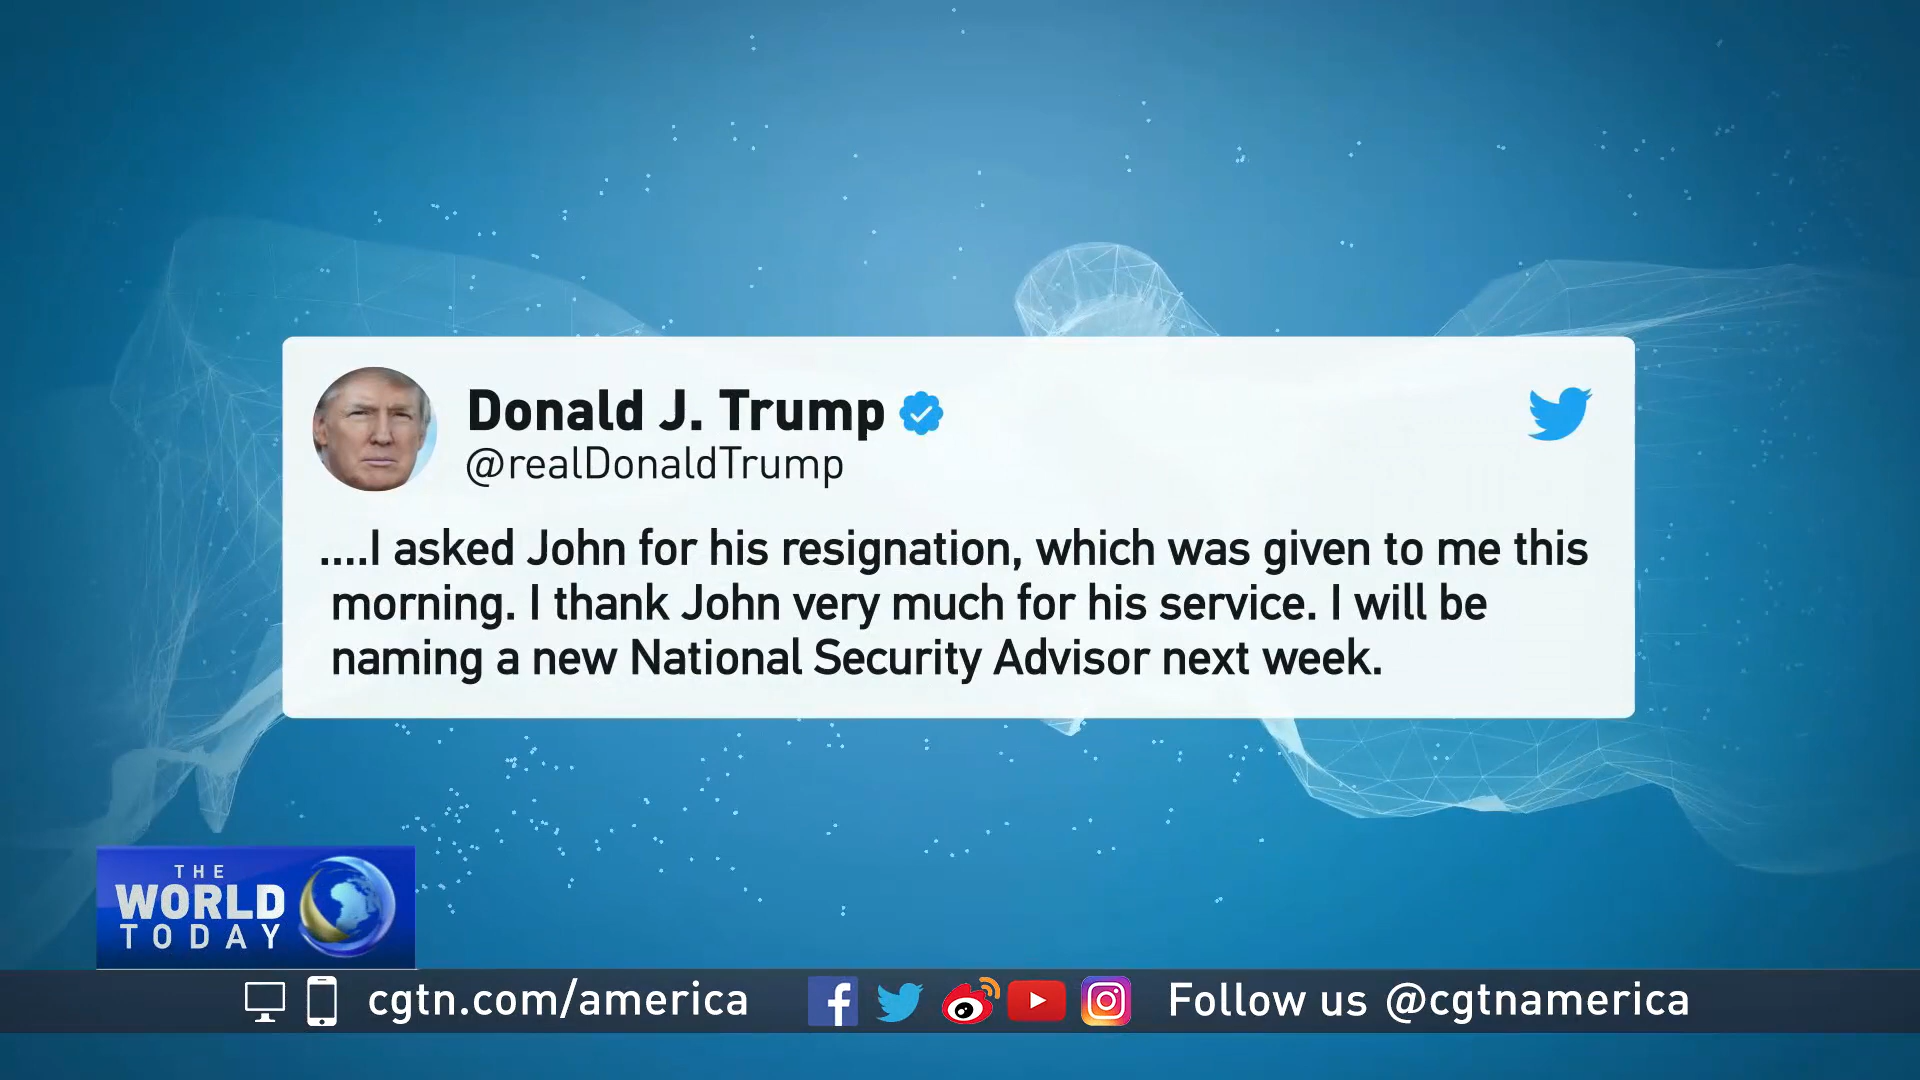 Donald J. Trump
@realDonaldTrump
....I asked John for his resignation, which was given to me this
morning. I thank John very much for his service. I will be
naming a new National Security Advisor next week.
THE
WORLD
TODAY
cgtn.com/america
Follow us @cgtnamerica